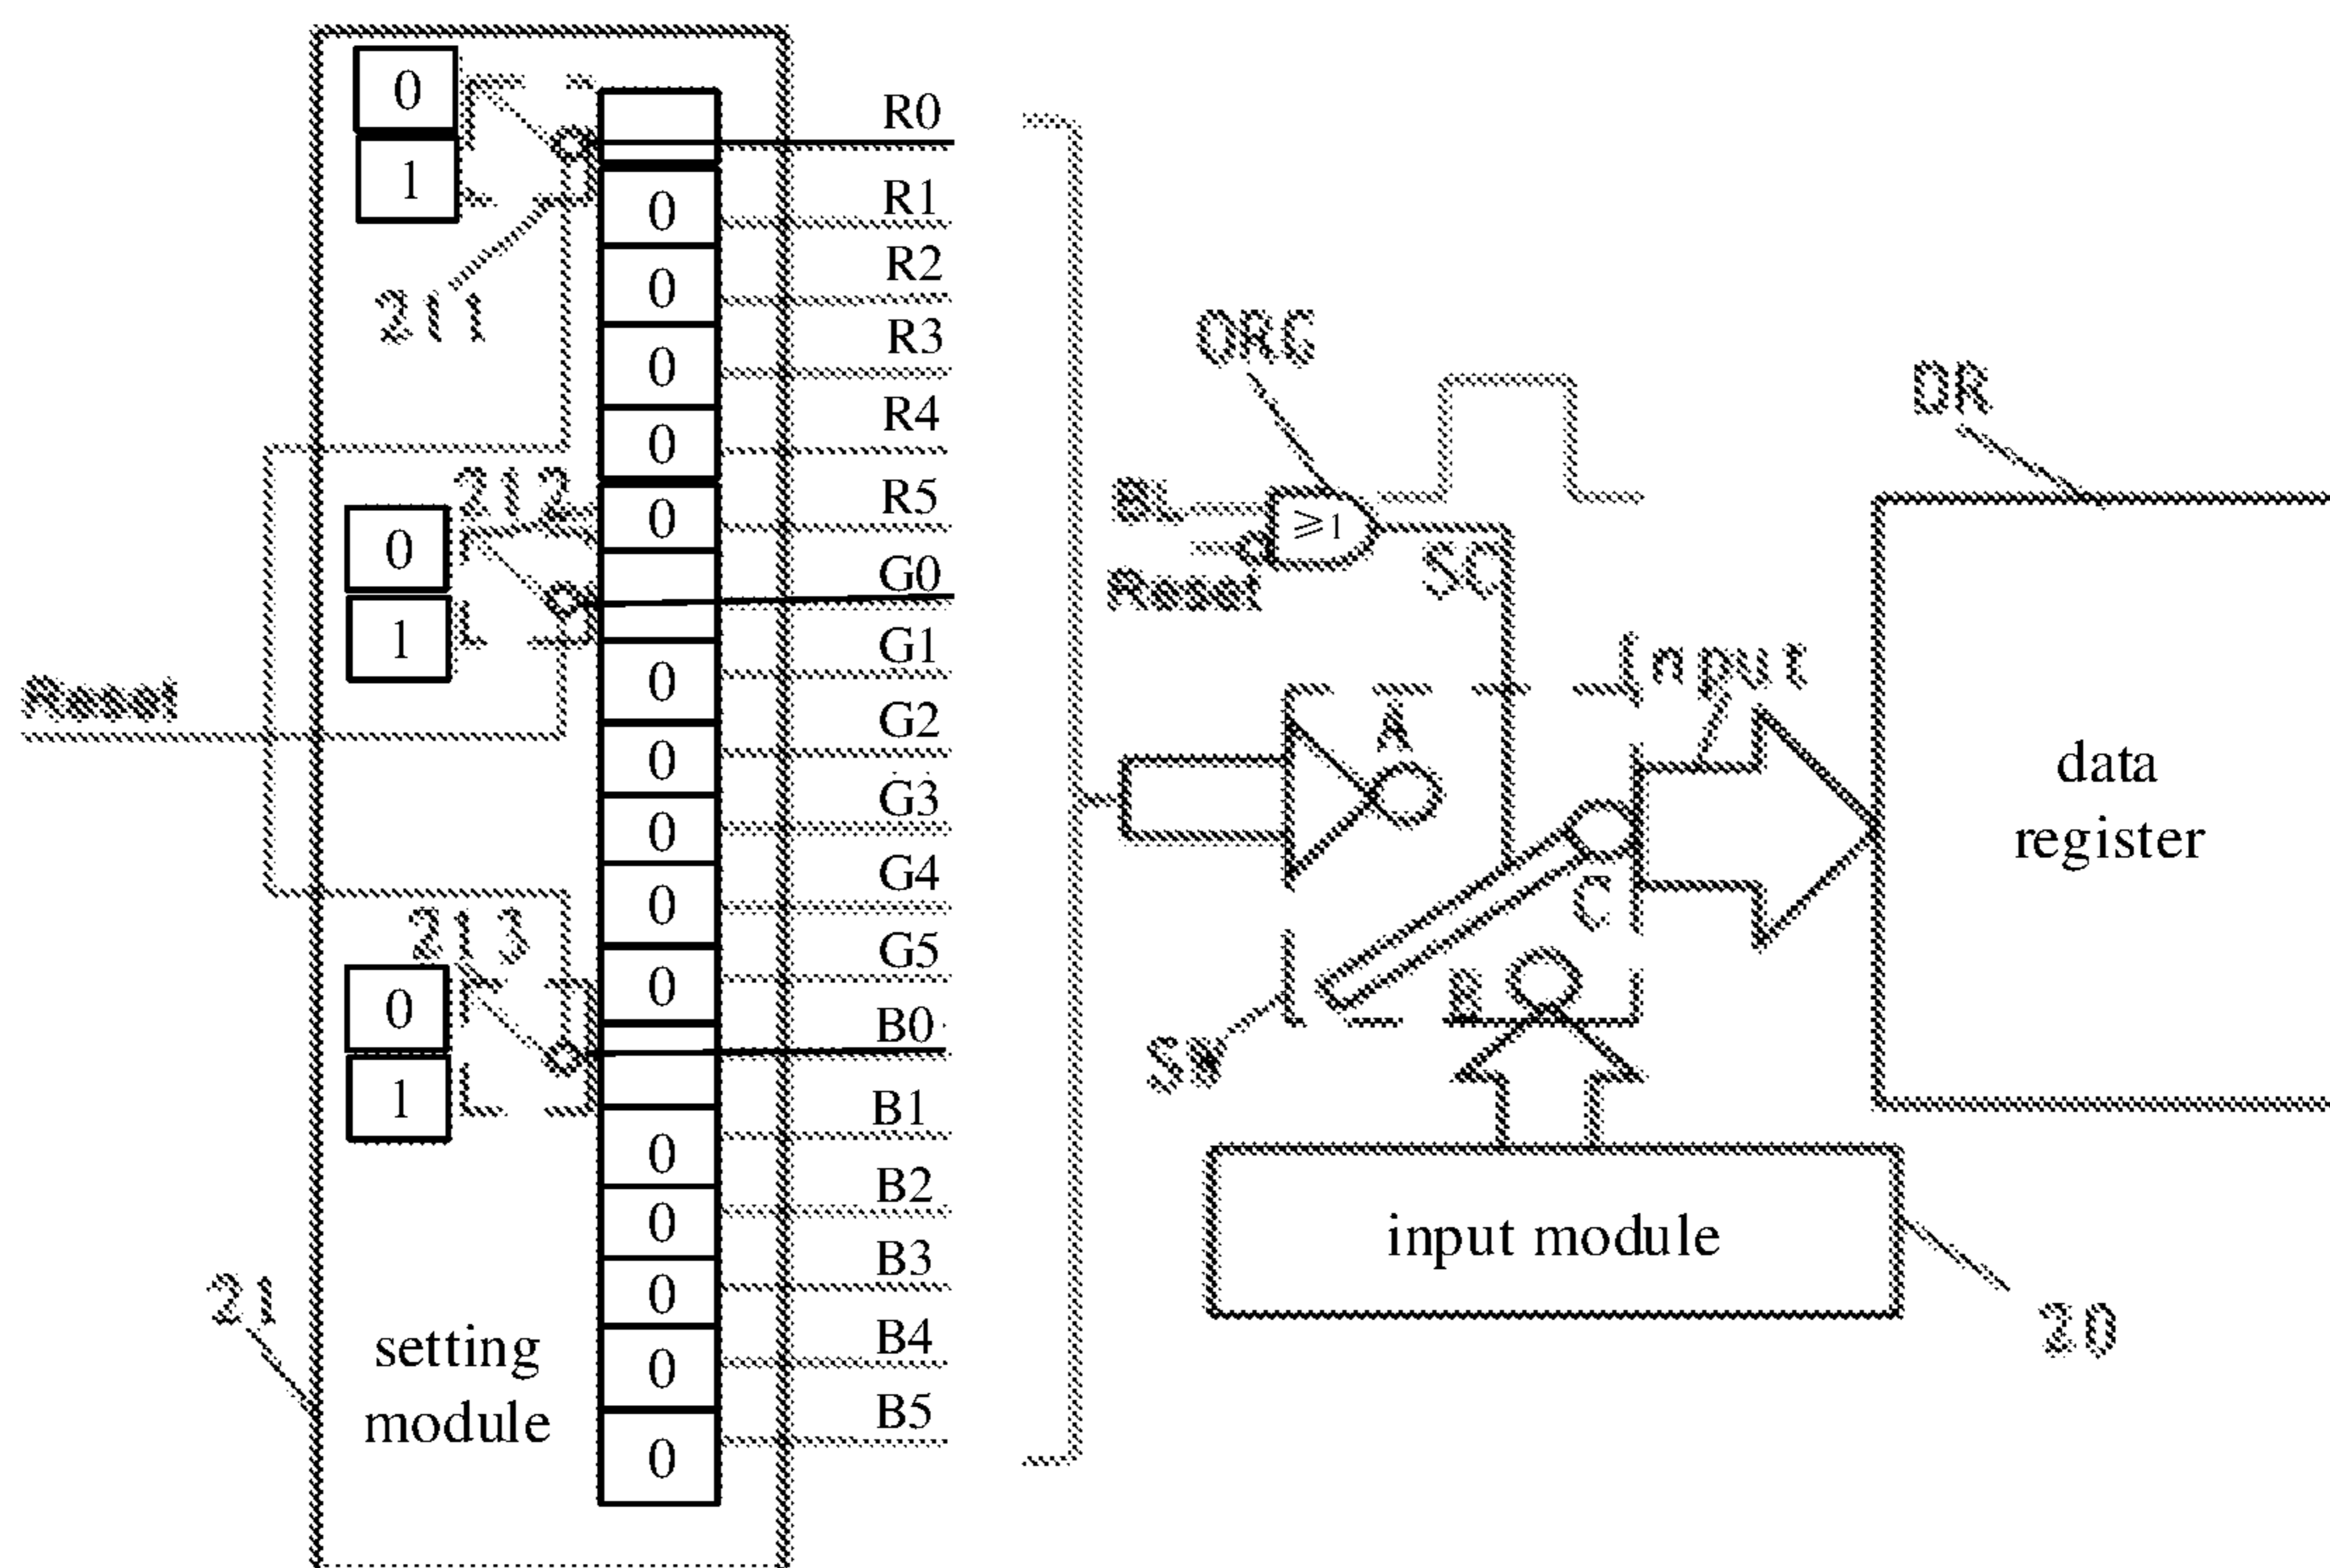 0
1
211
R0
0 R1
0 R2
0 R3
0 R4
0 R5
212
0
1
G0
0 G1
0 G2
0 G3
0 G4
0 G5
Reset
213
0
1
B0
0 B1
0 B2
0 B3
0 B4
0 B5
21
setting
module
ORG
BL
≥1
Reset
SC
A
B
C
SW
Input
DR
data
register
input module
20